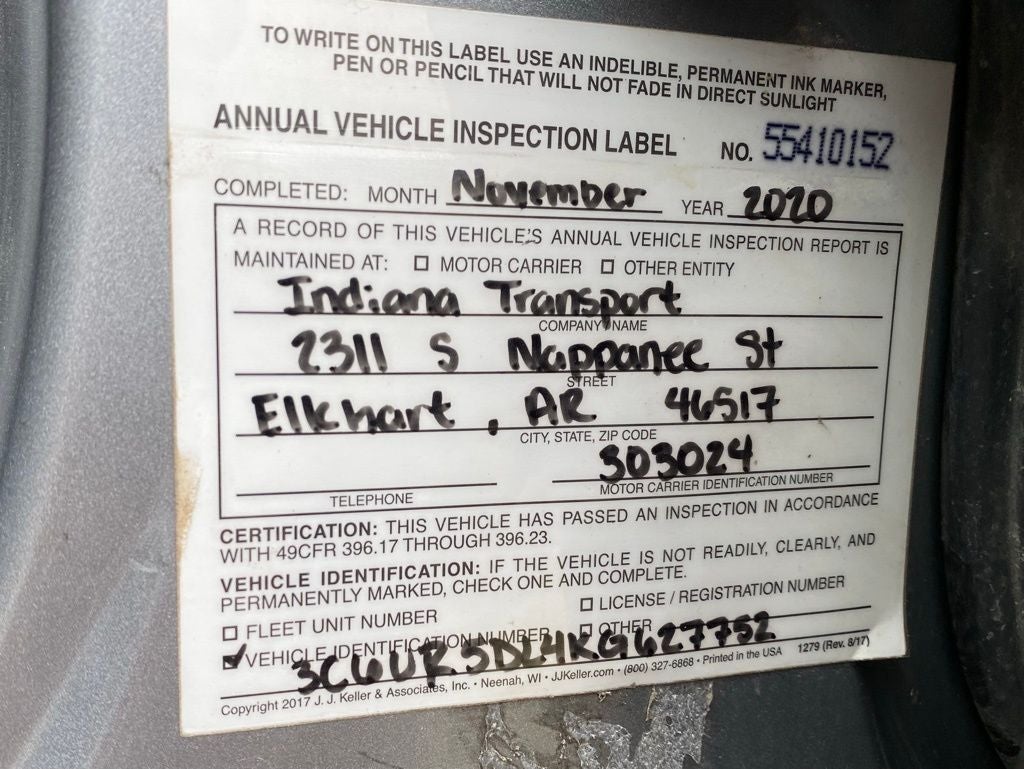 TO WRITE ON THIS LABEL USE AN INDELIBLE, PERMANENT INK MARKER,
PEN OR PENCIL THAT WILL NOT FADE IN DIRECT SUNLIGHT
ANNUAL VEHICLE INSPECTION LABEL NO. 55410152
COMPLETED: MONTH November YEAR 2020
A RECORD OF THIS VEHICLE'S ANNUAL VEHICLE INSPECTION REPORT IS
MAINTAINED AT: ☐ MOTOR CARRIER ☐ OTHER ENTITY
Indiana Transport
COMPANY NAME
2311 S Nappanee St
STREET
Elkhart, AR 46517
CITY, STATE, ZIP CODE
303024
TELEPHONE MOTOR CARRIER IDENTIFICATION NUMBER
CERTIFICATION: THIS VEHICLE HAS PASSED AN INSPECTION IN ACCORDANCE
WITH 49CFR 396.17 THROUGH 396.23.
VEHICLE IDENTIFICATION: IF THE VEHICLE IS NOT READILY, CLEARLY, AND
PERMANENTLY MARKED, CHECK ONE AND COMPLETE.
☐ FLEET UNIT NUMBER ☐ LICENSE / REGISTRATION NUMBER
☑ VEHICLE IDENTIFICATION NUMBER ☐ OTHER
3C6UR5DL4KG627752
Copyright 2017 J. J. Keller & Associates, Inc. • Neenah, WI • JJKeller.com • (800) 327-6868 • Printed in the USA 1279 (Rev. 8/17)